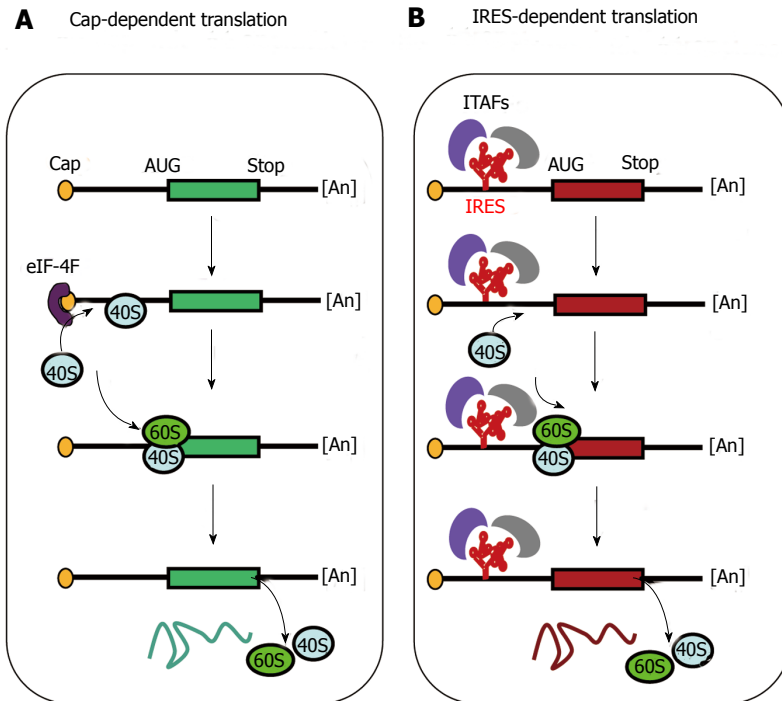 A Cap-dependent translation
Cap AUG Stop [An]
eIF-4F
[An]
40S
40S
60S
40S
[An]
[An]
40S
60S
B IRES-dependent translation
ITAFs
AUG Stop
[An]
IRES
[An]
40S
60S
40S
[An]
[An]
40S
60S